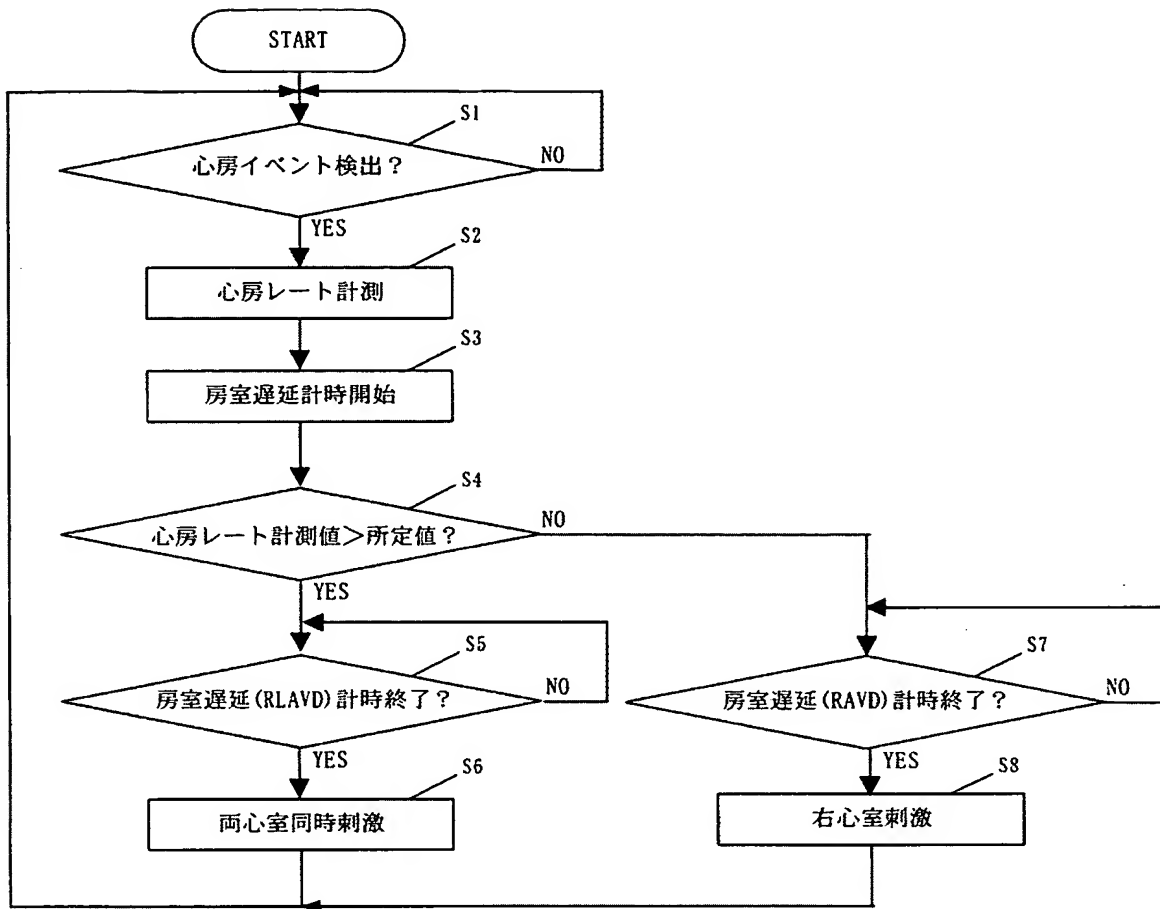 START
S1
心房イベント検出？
NO
YES
S2
心房レート計測
S3
房室遅延計時開始
S4
心房レート計測値＞所定値？
NO
YES
S5
房室遅延(RLAVD)計時終了？
NO
YES
S6
両心室同時刺激
S7
房室遅延(RAVD)計時終了？
NO
YES
S8
右心室刺激